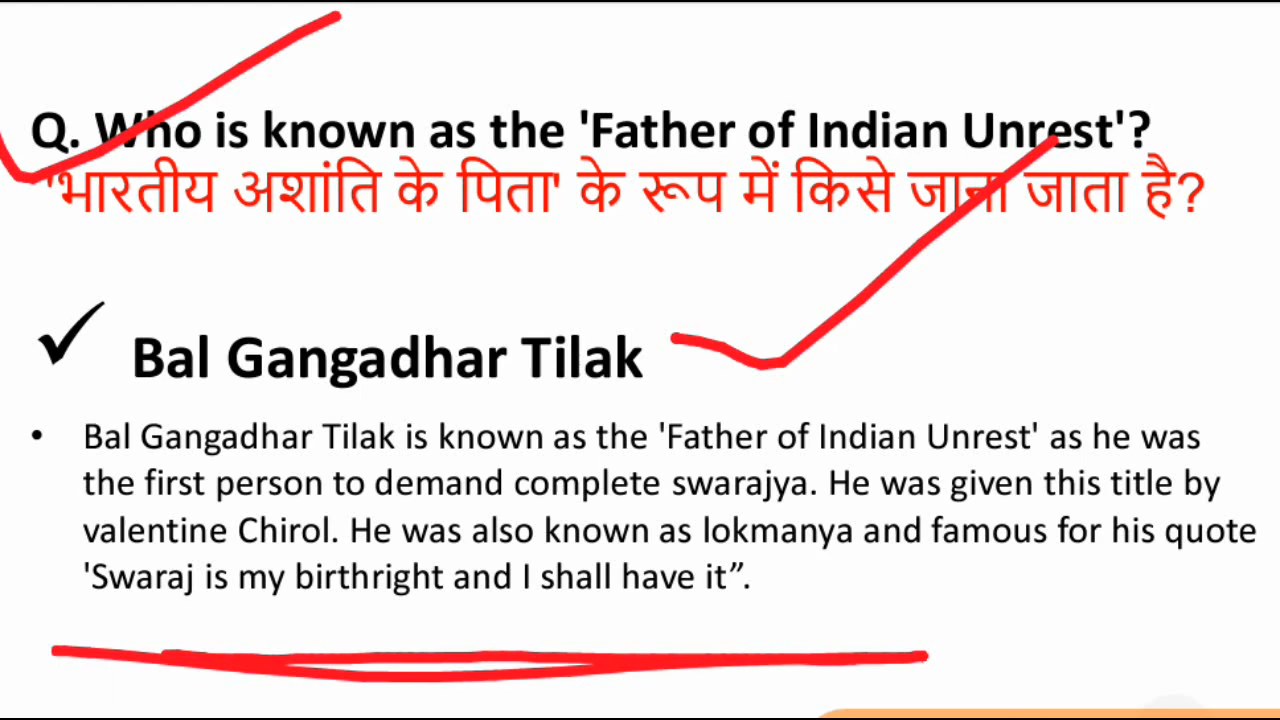 Q. Who is known as the 'Father of Indian Unrest'?
'भारतीय अशांति के पिता' के रूप में किसे जाना जाता है?
✓ Bal Gangadhar Tilak
• Bal Gangadhar Tilak is known as the 'Father of Indian Unrest' as he was
the first person to demand complete swarajya. He was given this title by
valentine Chirol. He was also known as lokmanya and famous for his quote
'Swaraj is my birthright and I shall have it”.